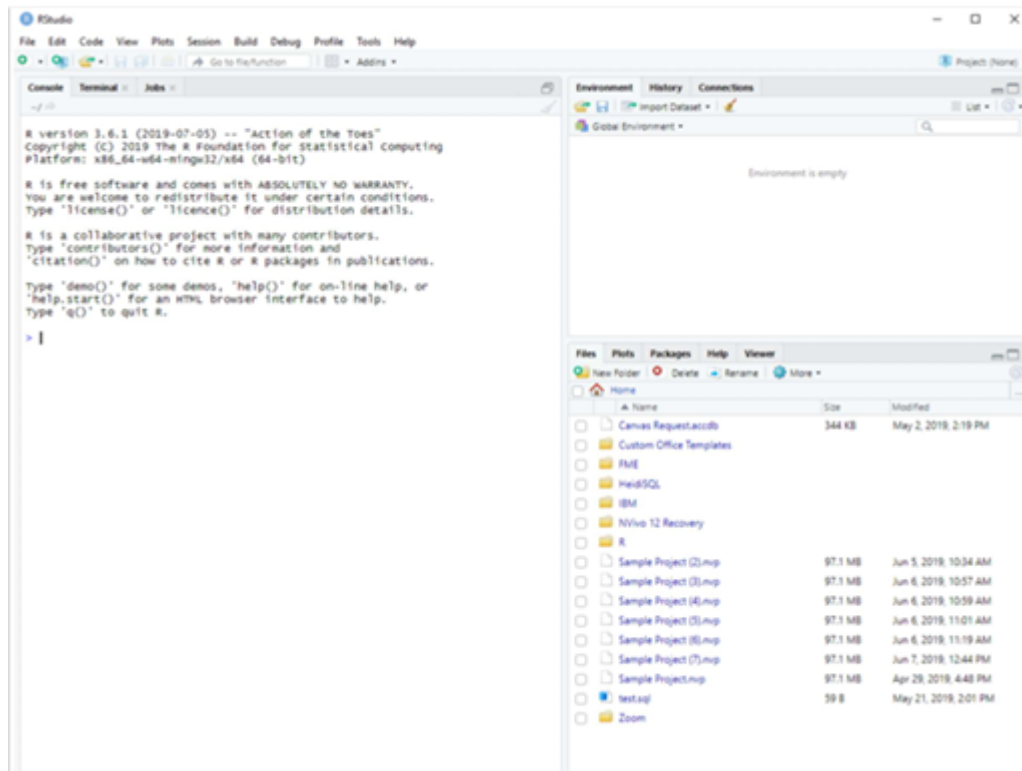 RStudio
File Edit Code View Plots Session Build Debug Profile Tools Help
Go to file/function Addins Project: (None)
Console Terminal Jobs
~/
R version 3.6.1 (2019-07-05) -- "Action of the Toes"
Copyright (C) 2019 The R Foundation for Statistical Computing
Platform: x86_64-w64-mingw32/x64 (64-bit)
R is free software and comes with ABSOLUTELY NO WARRANTY.
You are welcome to redistribute it under certain conditions.
Type 'license()' or 'licence()' for distribution details.
R is a collaborative project with many contributors.
Type 'contributors()' for more information and
'citation()' on how to cite R or R packages in publications.
Type 'demo()' for some demos, 'help()' for on-line help, or
'help.start()' for an HTML browser interface to help.
Type 'q()' to quit R.
>
Environment History Connections
Import Dataset List
Global Environment
Environment is empty
Files Plots Packages Help Viewer
New Folder Delete Rename More
Home
Name Size Modified
Canvas Request.accdb 344 KB May 2, 2019, 2:19 PM
Custom Office Templates
FME
HeidiSQL
IBM
NVivo 12 Recovery
R
Sample Project (2).nvp 97.1 MB Jun 5, 2019, 10:34 AM
Sample Project (3).nvp 97.1 MB Jun 6, 2019, 10:57 AM
Sample Project (4).nvp 97.1 MB Jun 6, 2019, 10:59 AM
Sample Project (5).nvp 97.1 MB Jun 6, 2019, 11:01 AM
Sample Project (6).nvp 97.1 MB Jun 6, 2019, 11:19 AM
Sample Project (7).nvp 97.1 MB Jun 7, 2019, 12:44 PM
Sample Project.nvp 97.1 MB Apr 29, 2019, 4:48 PM
test.sql 59 B May 21, 2019, 2:01 PM
Zoom